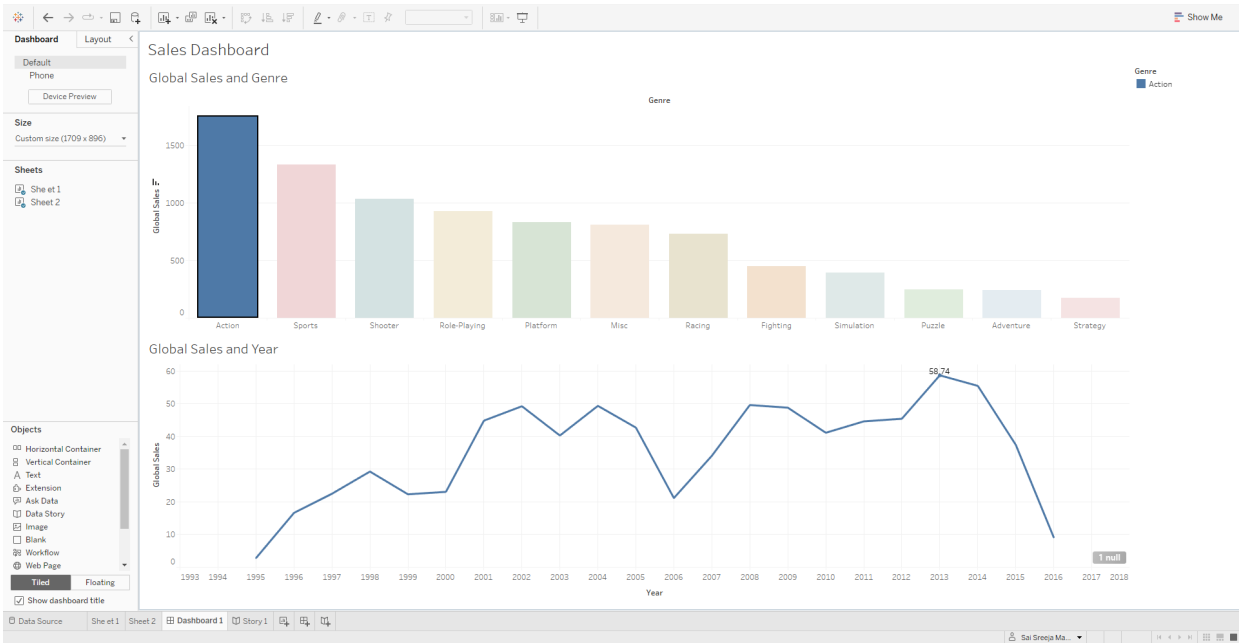 Show Me
Dashboard Layout
Default
Phone
Device Preview
Size
Custom size (1709 x 896)
Sheets
She et 1
Sheet 2
Objects
Horizontal Container
Vertical Container
Text
Extension
Ask Data
Data Story
Image
Blank
Workflow
Web Page
Tiled Floating
Show dashboard title
Sales Dashboard
Global Sales and Genre
Genre
Global Sales
1500
1000
500
0
Action Sports Shooter Role-Playing Platform Misc Racing Fighting Simulation Puzzle Adventure Strategy
Genre
Action
Global Sales and Year
Global Sales
60
50
40
30
20
10
0
58.74
1 null
1993 1994 1995 1996 1997 1998 1999 2000 2001 2002 2003 2004 2005 2006 2007 2008 2009 2010 2011 2012 2013 2014 2015 2016 2017 2018
Year
Data Source She et 1 Sheet 2 Dashboard 1 Story 1
Sai Sreeja Ma...